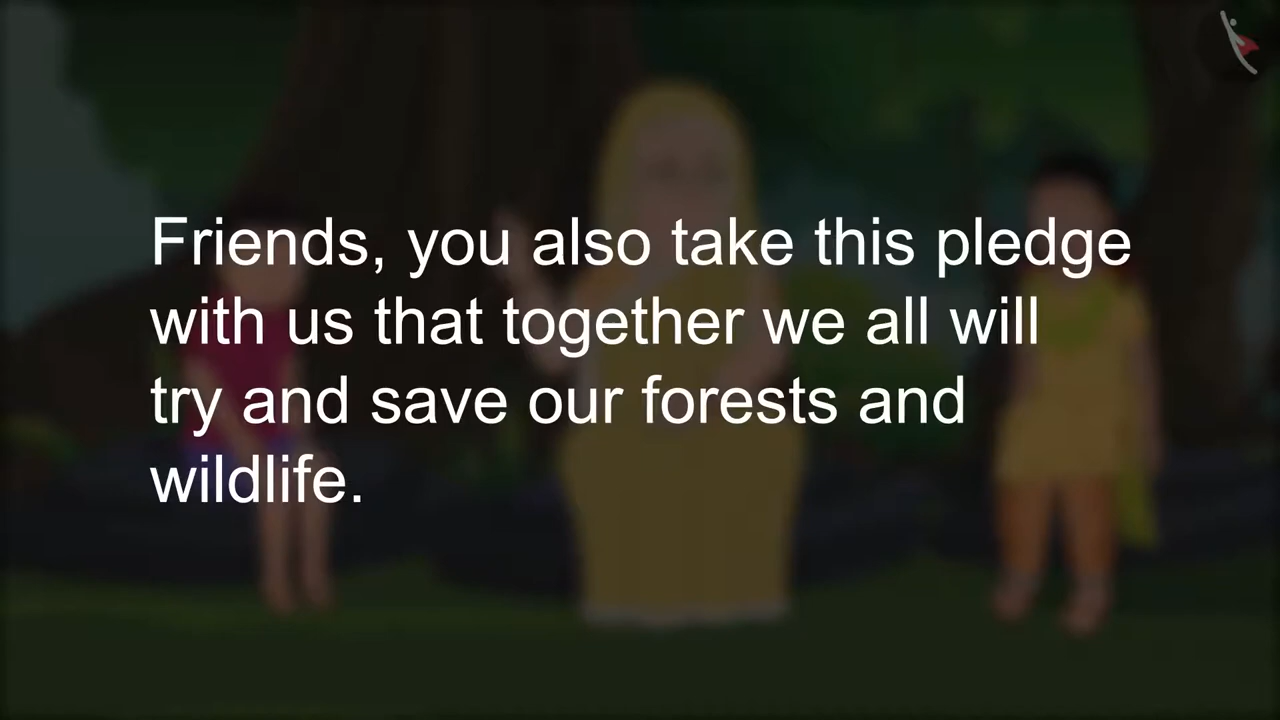 Friends, you also take this pledge
with us that together we all will
try and save our forests and
wildlife.